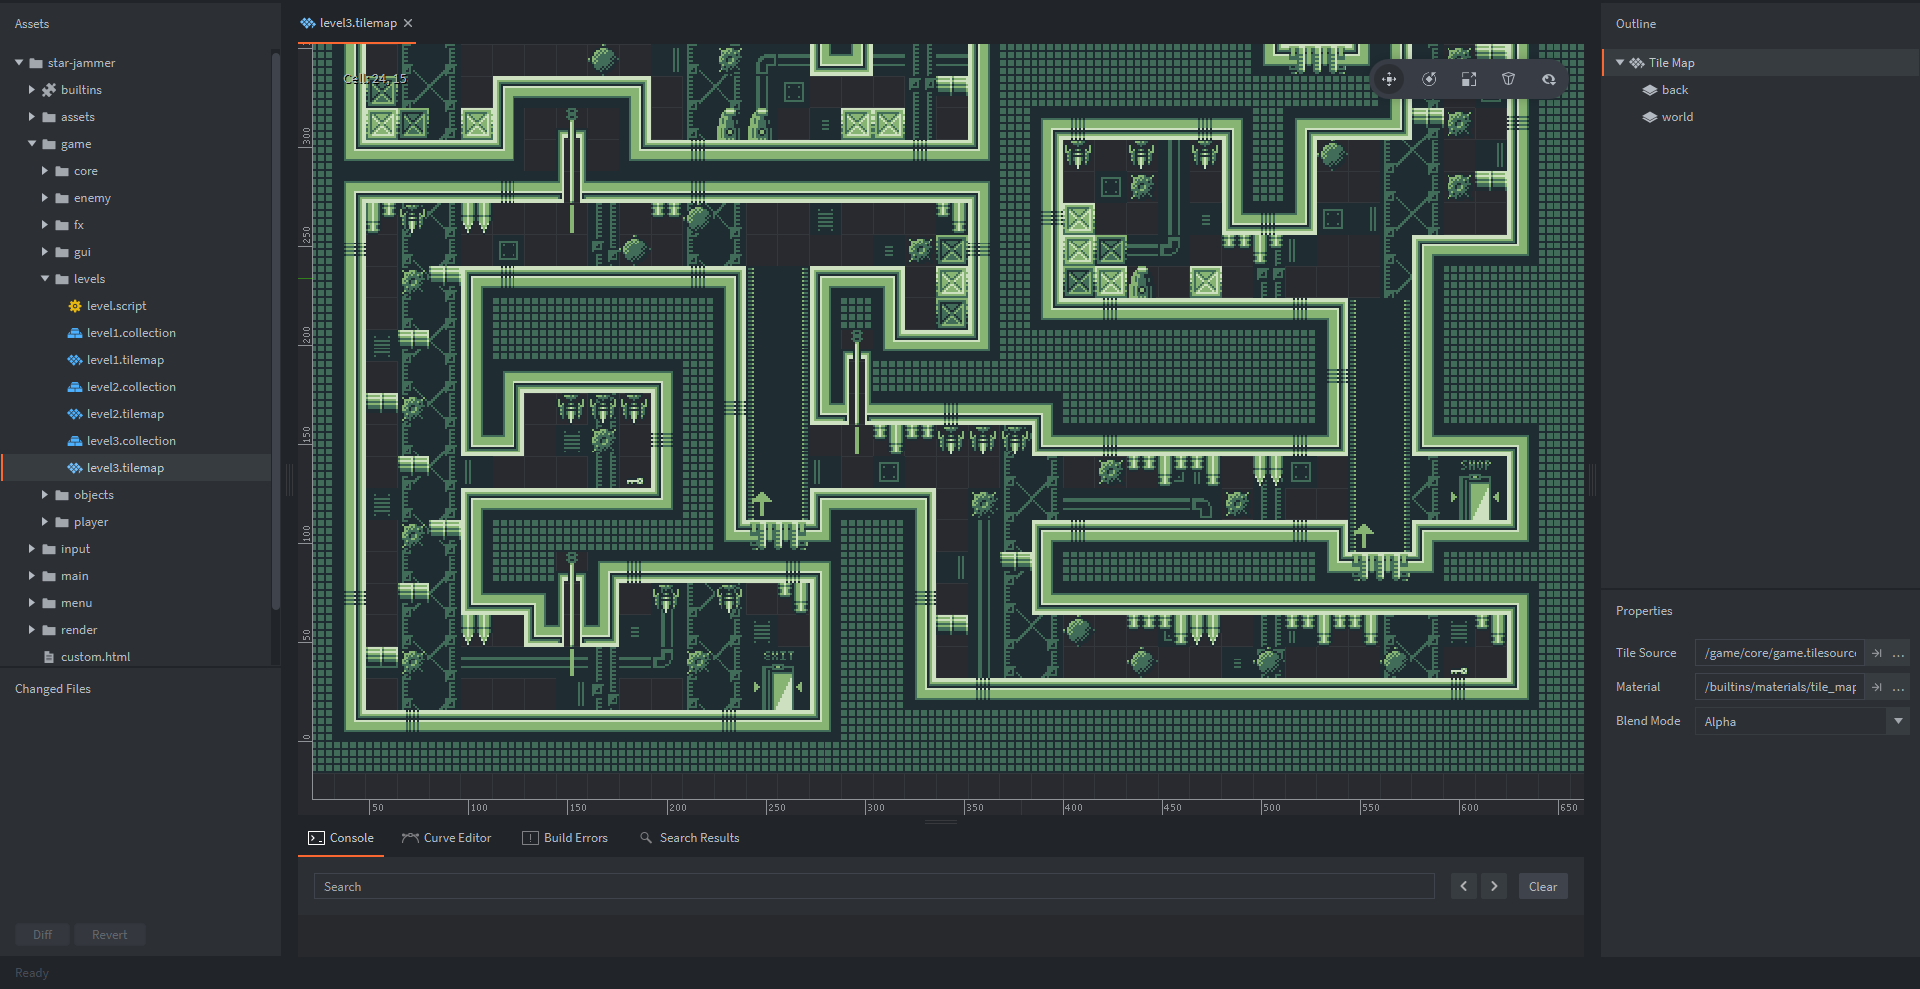 Assets
star-jammer
builtins
assets
game
core
enemy
fx
gui
levels
level.script
level1.collection
level1.tilemap
level2.collection
level2.tilemap
level3.collection
level3.tilemap
objects
player
input
main
menu
render
custom.html
Changed Files
Diff
Revert
Ready
level3.tilemap
Cell: 24, 15
300
250
200
150
100
50
0
SHOP
EXIT
50
100
150
200
250
300
350
400
450
500
550
600
650
Console
Curve Editor
Build Errors
Search Results
Search
Clear
Outline
Tile Map
back
world
Properties
Tile Source
/game/core/game.tilesource
...
Material
/builtins/materials/tile_map
...
Blend Mode
Alpha